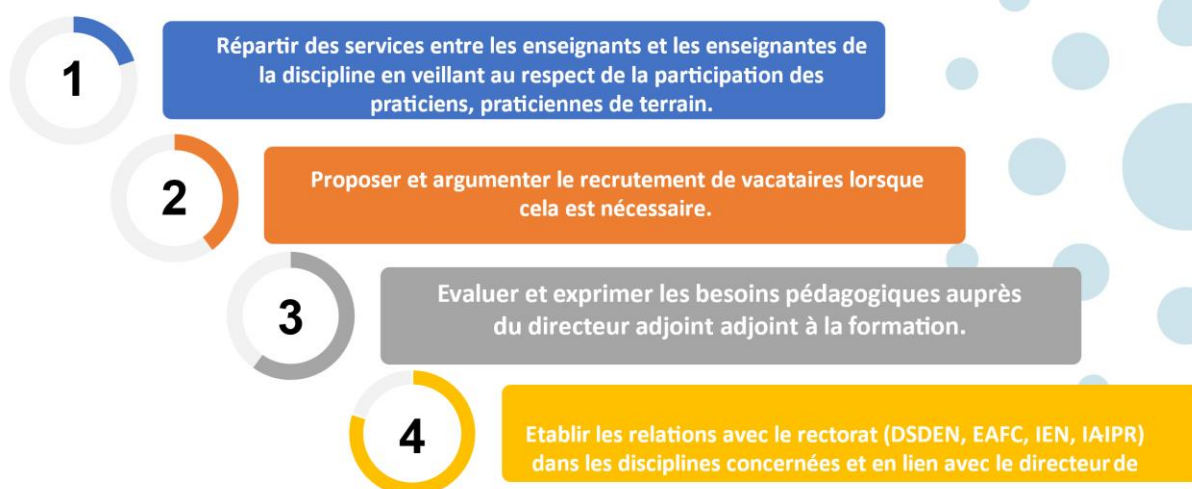 1
Répartir des services entre les enseignants et les enseignantes de
la discipline en veillant au respect de la participation des
praticiens, praticiennes de terrain.
2
Proposer et argumenter le recrutement de vacataires lorsque
cela est nécessaire.
3
Evaluer et exprimer les besoins pédagogiques auprès
du directeur adjoint adjoint à la formation.
4
Etablir les relations avec le rectorat (DSDEN, EAFC, IEN, IA-IPR)
dans les disciplines concernées et en lien avec le directeur de